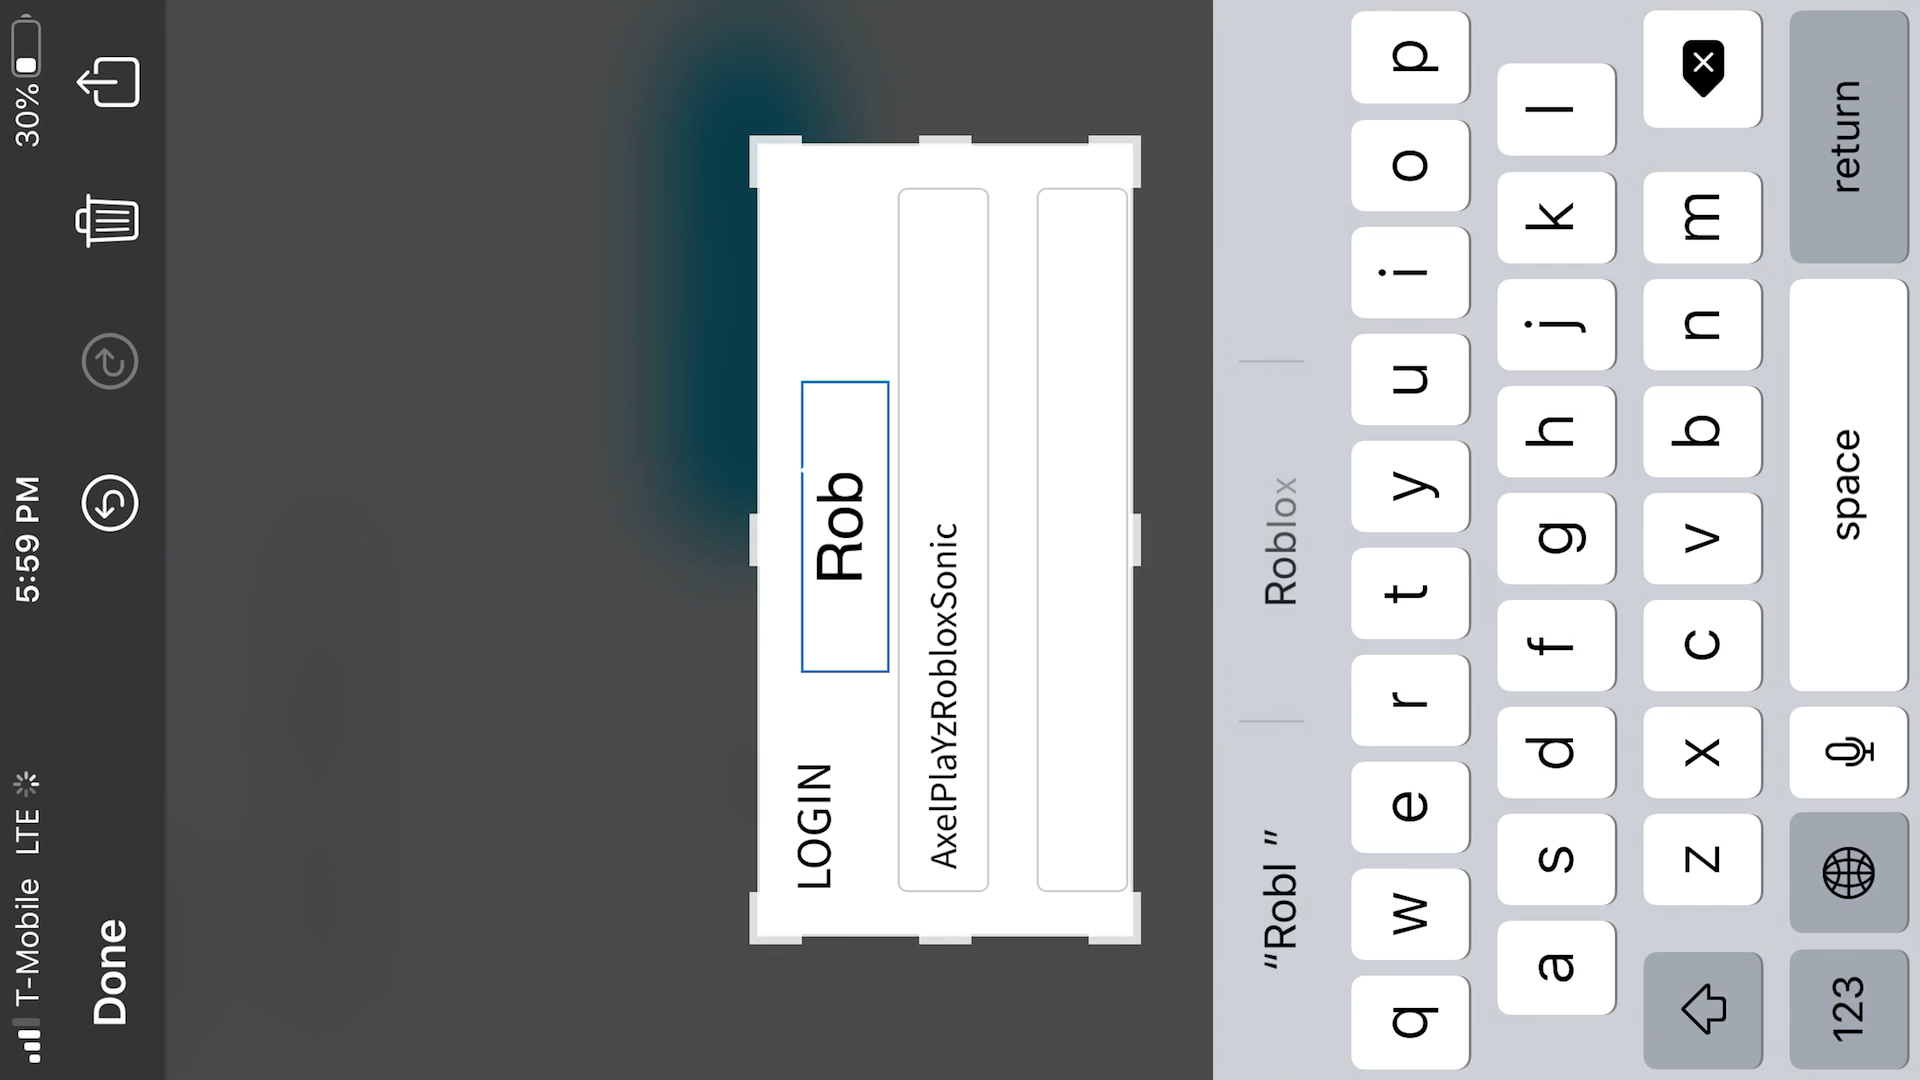 T-Mobile LTE 5:59 PM 30%
Done
LOGIN
Rob
AxelPlaYzRobloxSonic
“Robl ” Roblox
q w e r t y u i o p
a s d f g h j k l
z x c v b n m
123 space return